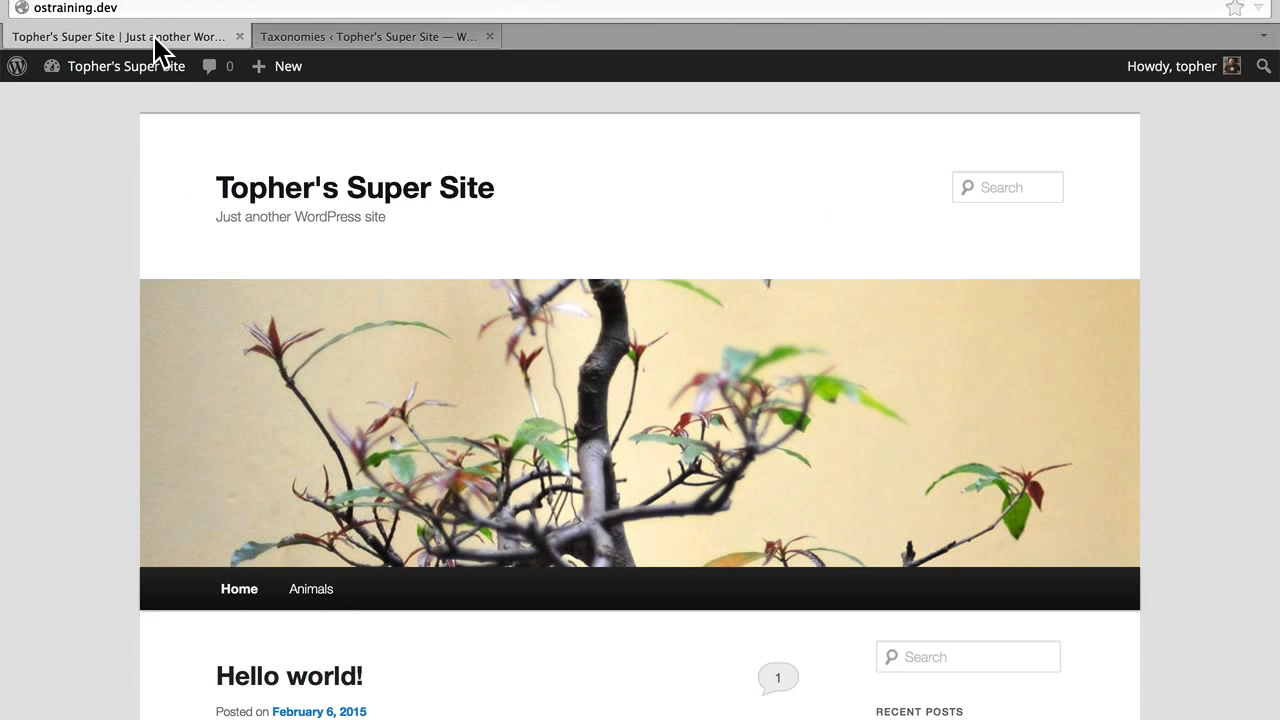 ostraining.dev
Topher's Super Site | Just another Wor...
Taxonomies ‹ Topher's Super Site — W...
Topher's Super Site
0
New
Howdy, topher
Topher's Super Site
Search
Just another WordPress site
Home
Animals
Hello world!
1
Search
Posted on February 6, 2015
RECENT POSTS